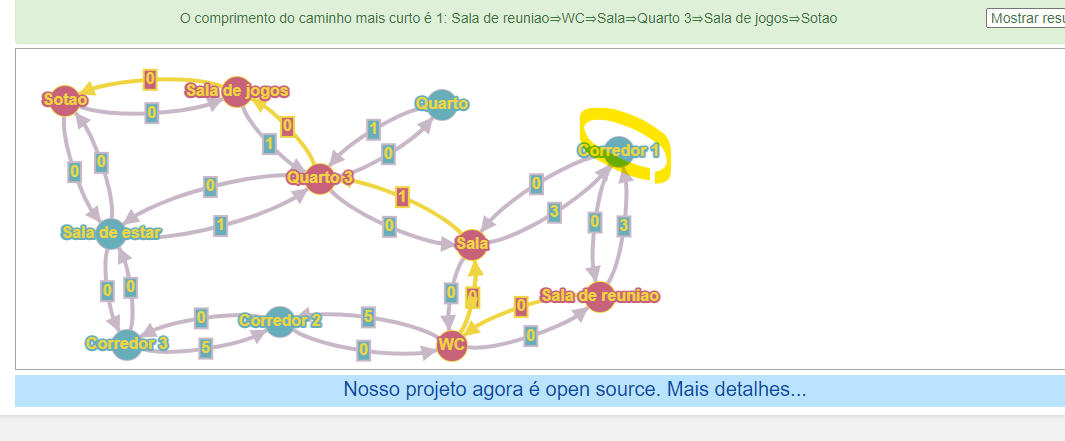 O comprimento do caminho mais curto é 1: Sala de reuniao⇒WC⇒Sala⇒Quarto 3⇒Sala de jogos⇒Sotao
Mostrar resu
0
Sotao
Sala de jogos
0
Quarto
0
1
1
0
Corredor 1
0
0
0
Quarto 3
0
0
1
3
1
0
0
3
Sala de estar
Sala
0
0
0
0
Sala de reuniao
0
0
5
Corredor 2
Corredor 3
5
0
WC
0
Nosso projeto agora é open source. Mais detalhes...